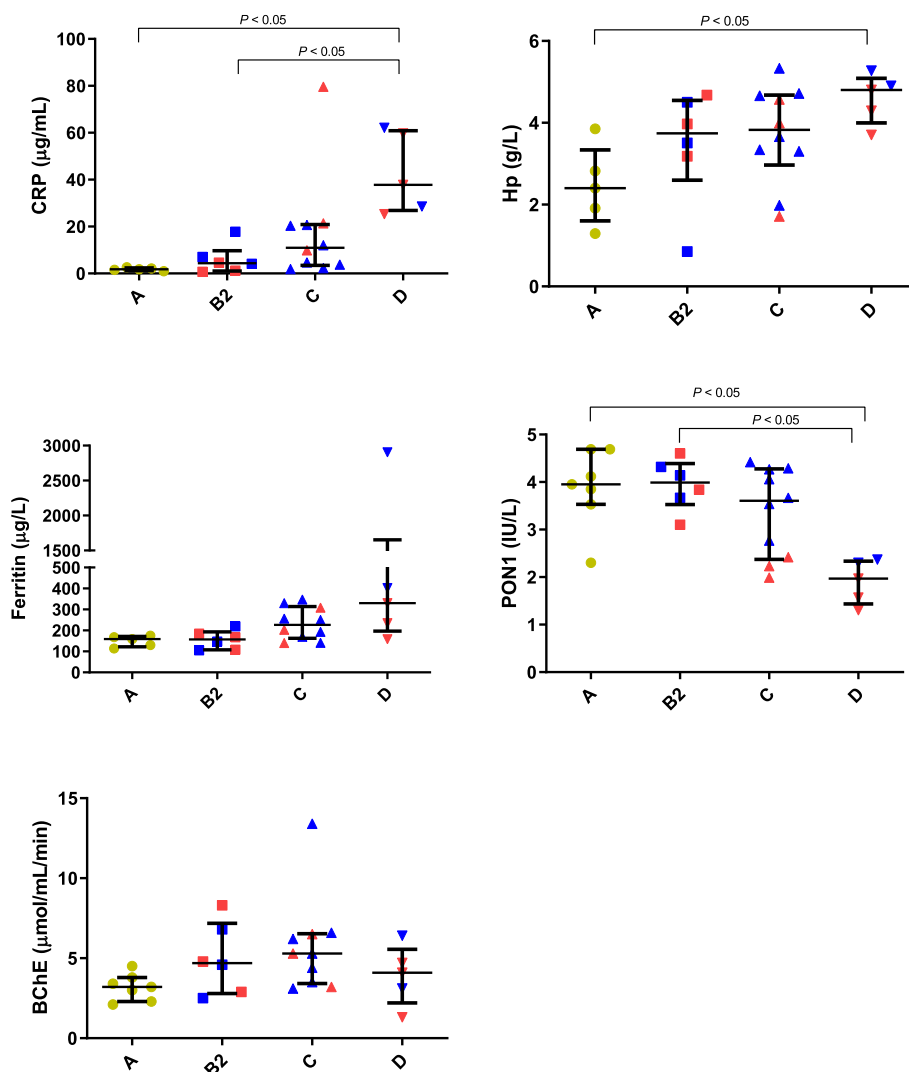 P < 0.05
P < 0.05
CRP (μg/mL)
100
80
60
40
20
0
A
B2
C
D
P < 0.05
Hp (g/L)
6
4
2
0
A
B2
C
D
Ferritin (μg/L)
3000
2500
2000
1500
500
400
300
200
100
0
A
B2
C
D
P < 0.05
P < 0.05
PON1 (IU/L)
5
4
3
2
1
0
A
B2
C
D
BChE (μmol/mL/min)
15
10
5
0
A
B2
C
D